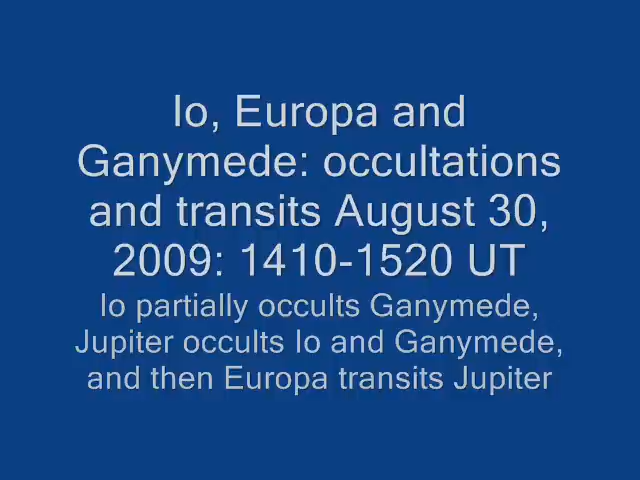 Io, Europa and
Ganymede: occultations
and transits August 30,
2009: 1410-1520 UT
Io partially occults Ganymede,
Jupiter occults Io and Ganymede,
and then Europa transits Jupiter